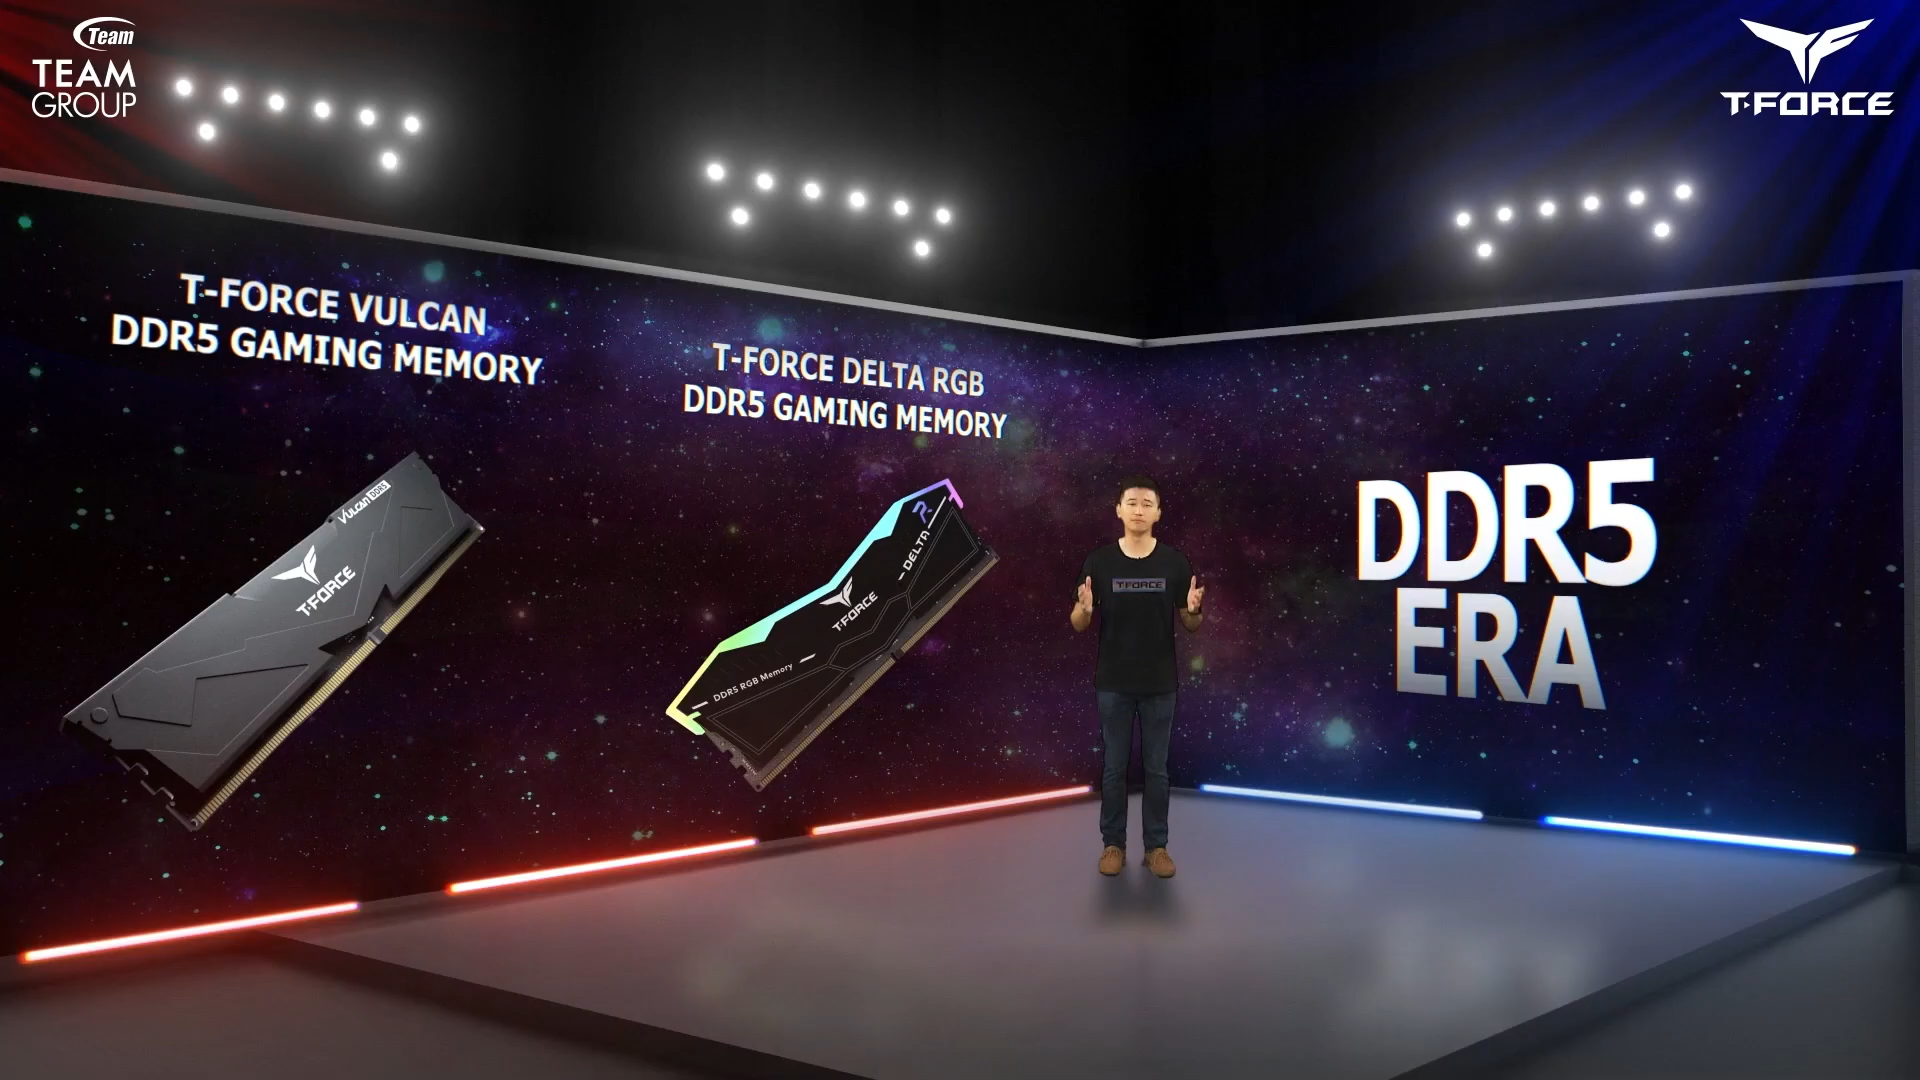 Team
TEAM
GROUP
T-FORCE
T-FORCE VULCAN
DDR5 GAMING MEMORY
T-FORCE DELTA RGB
DDR5 GAMING MEMORY
VULCAN DDR5
T-FORCE
DELTA
T-FORCE
DDR5 RGB Memory
T-FORCE
DDR5
ERA